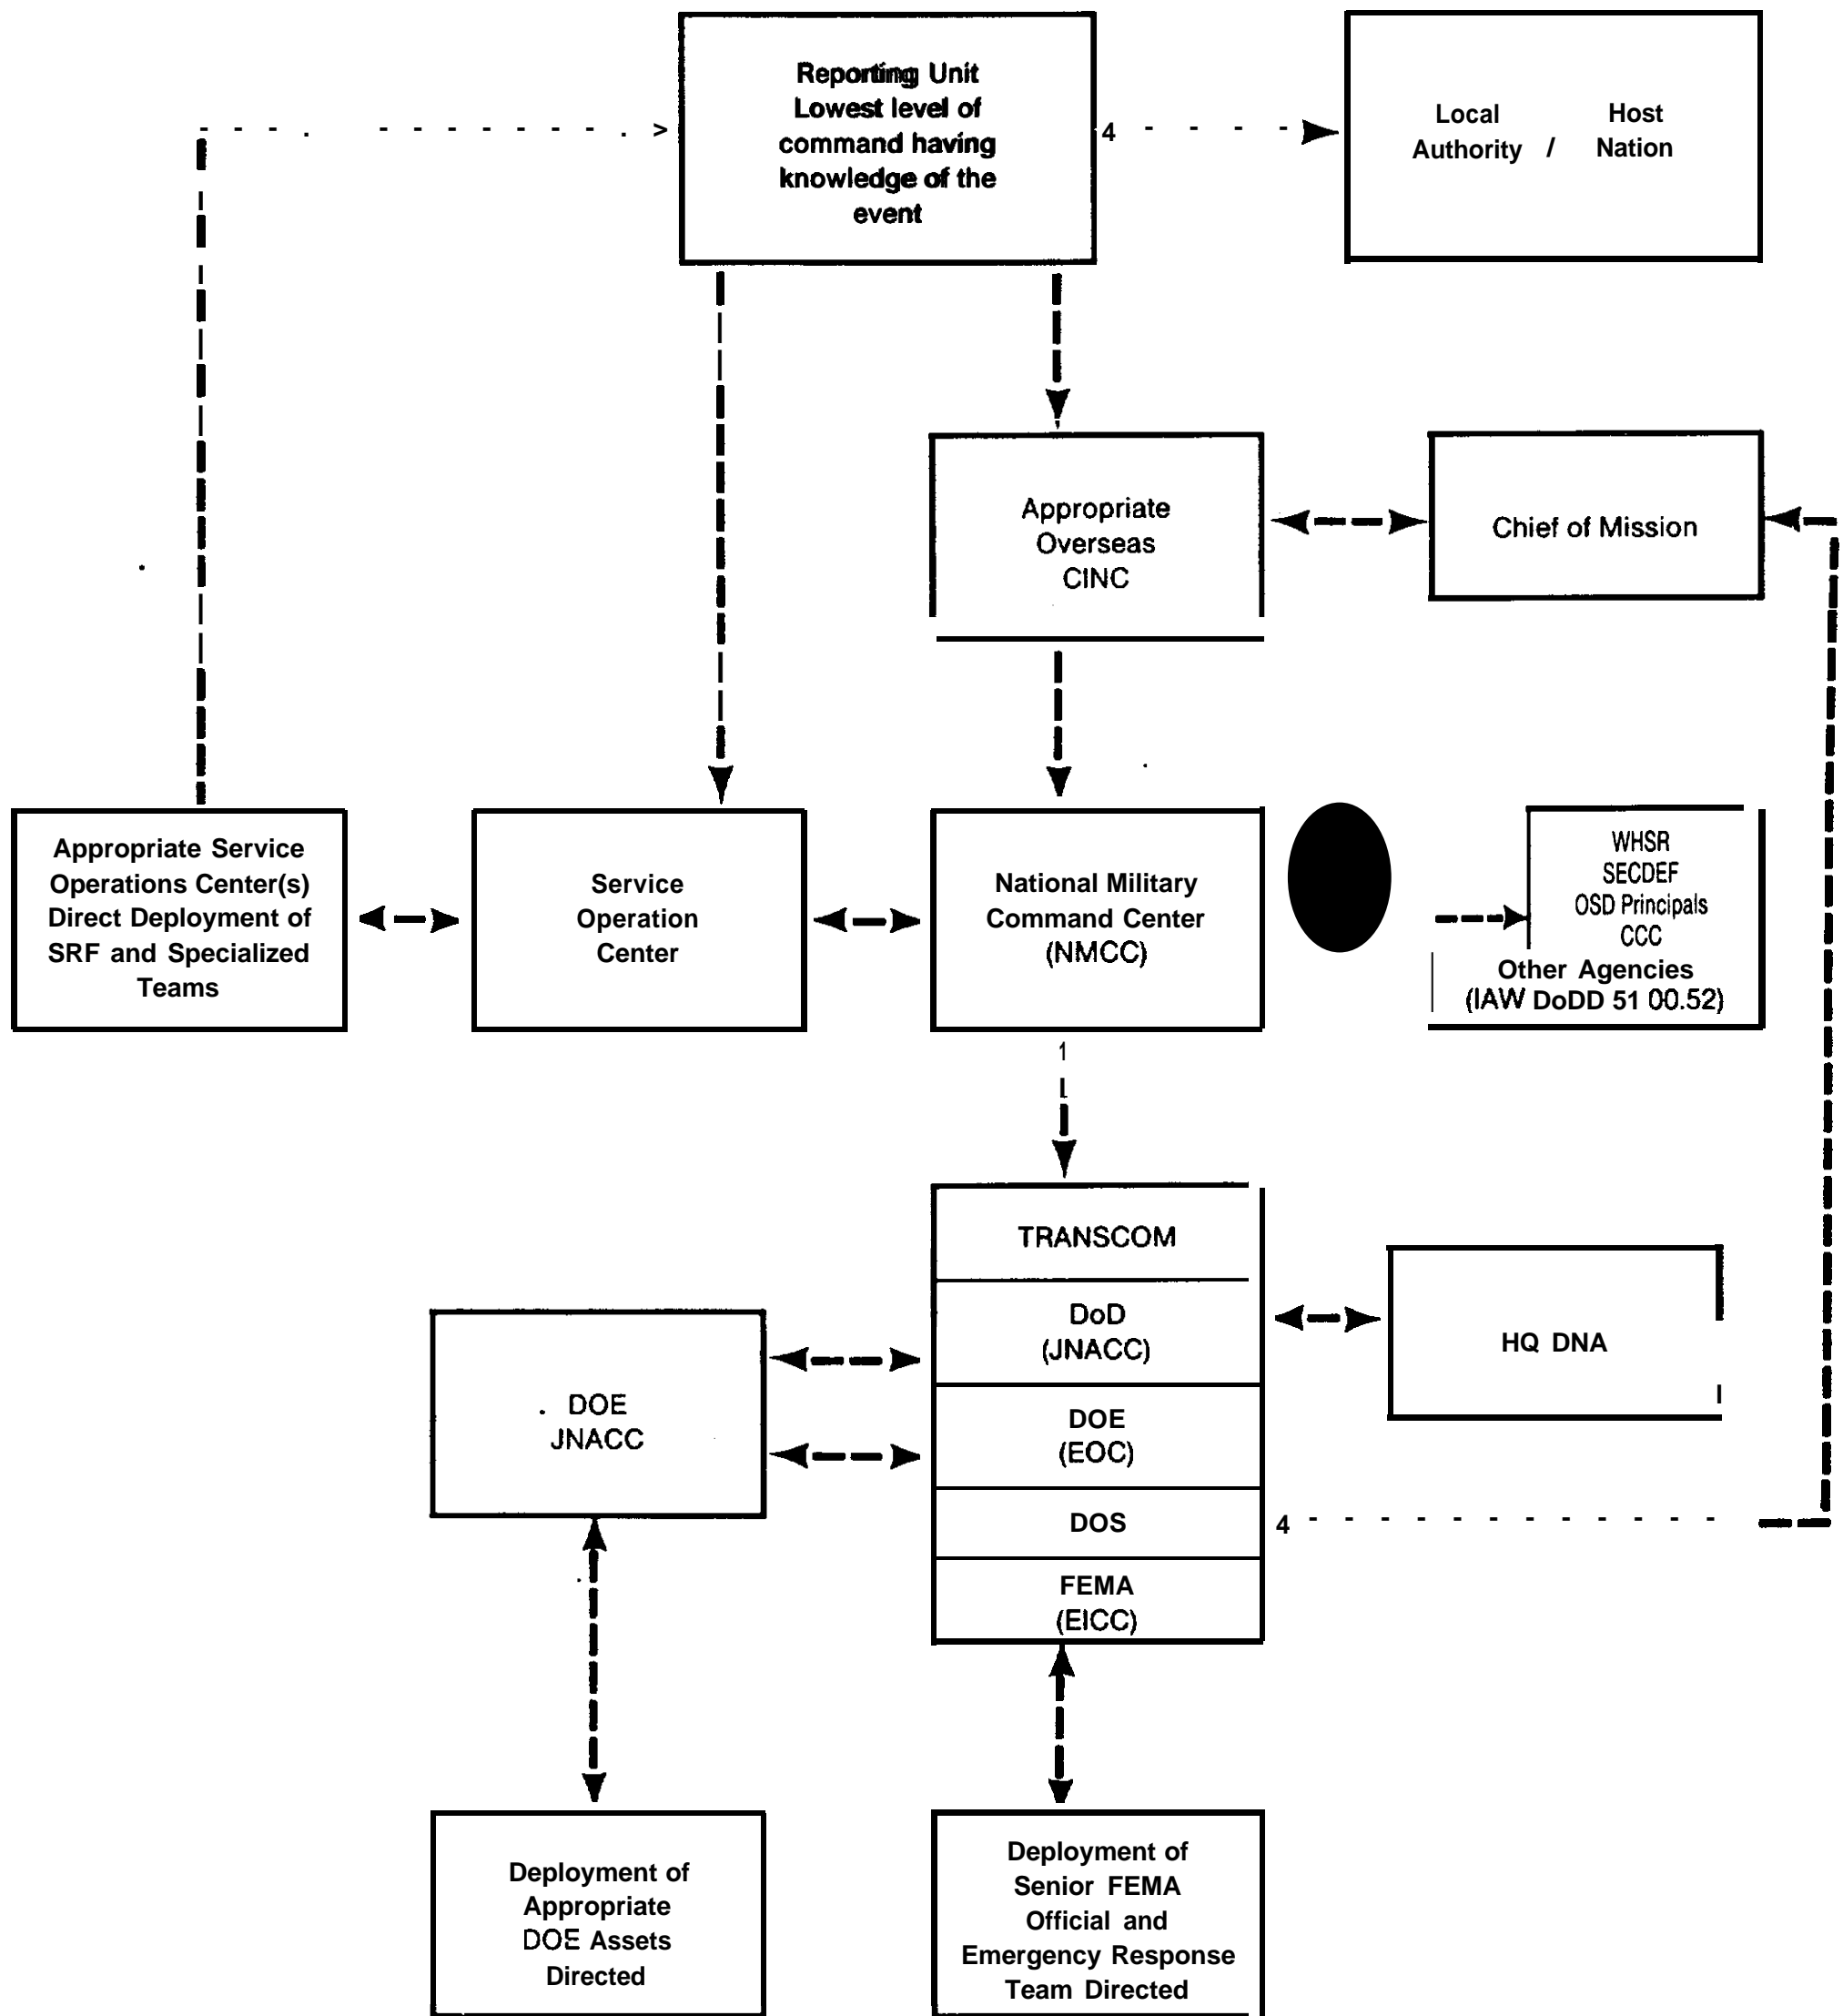 Reporting Unit
Lowest level of
command having
knowledge of the
event
Local Host
Authority / Nation
4
Appropriate
Overseas
CINC
Chief of Mission
Appropriate Service
Operations Center(s)
Direct Deployment of
SRF and Specialized
Teams
Service
Operation
Center
National Military
Command Center
(NMCC)
WHSR
SECDEF
OSD Principals
CCC
Other Agencies
(IAW DoDD 51 00.52)
1
TRANSCOM
DoD
(JNACC)
DOE
(EOC)
DOS
4
FEMA
(EICC)
HQ DNA
DOE
JNACC
Deployment of
Appropriate
DOE Assets
Directed
Deployment of
Senior FEMA
Official and
Emergency Response
Team Directed